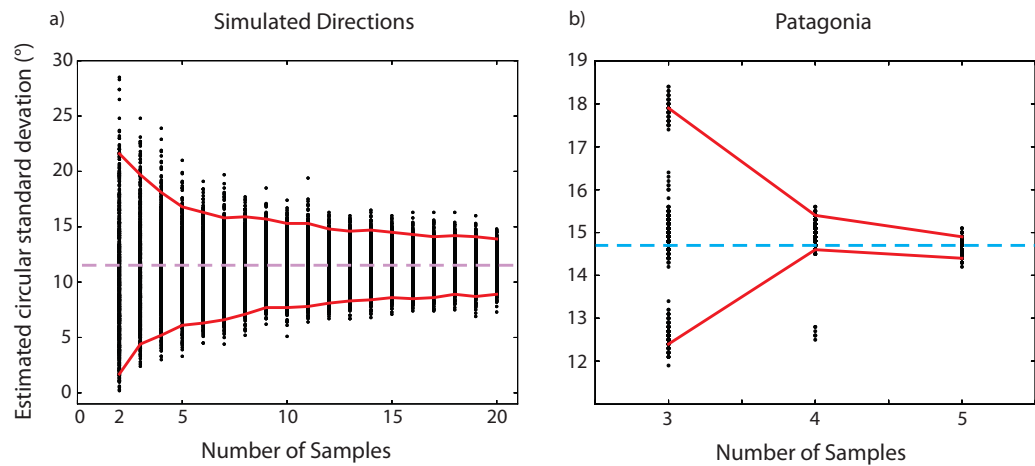 a)
Simulated Directions
Estimated circular standard devation (°)
30
25
20
15
10
5
0
0 2 5 10 15 20
Number of Samples
b)
Patagonia
19
18
17
16
15
14
13
12
3 4 5
Number of Samples